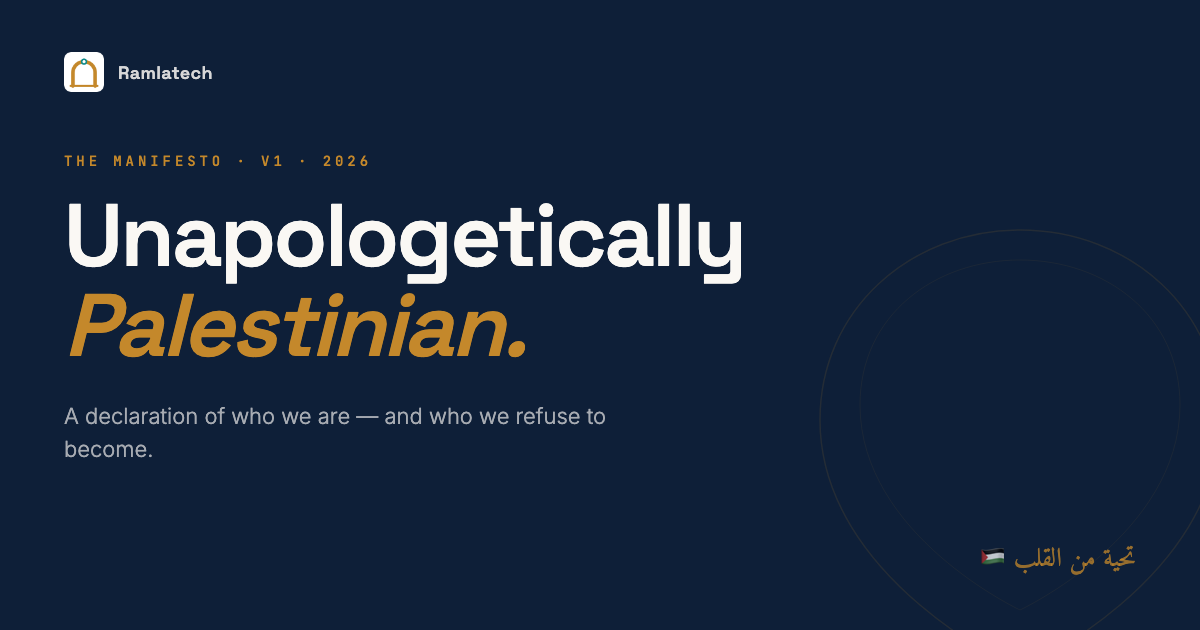 Ramlatech
THE MANIFESTO · V1 · 2026
Unapologetically
Palestinian.
A declaration of who we are — and who we refuse to
become.
تحية من القلب 🇵🇸